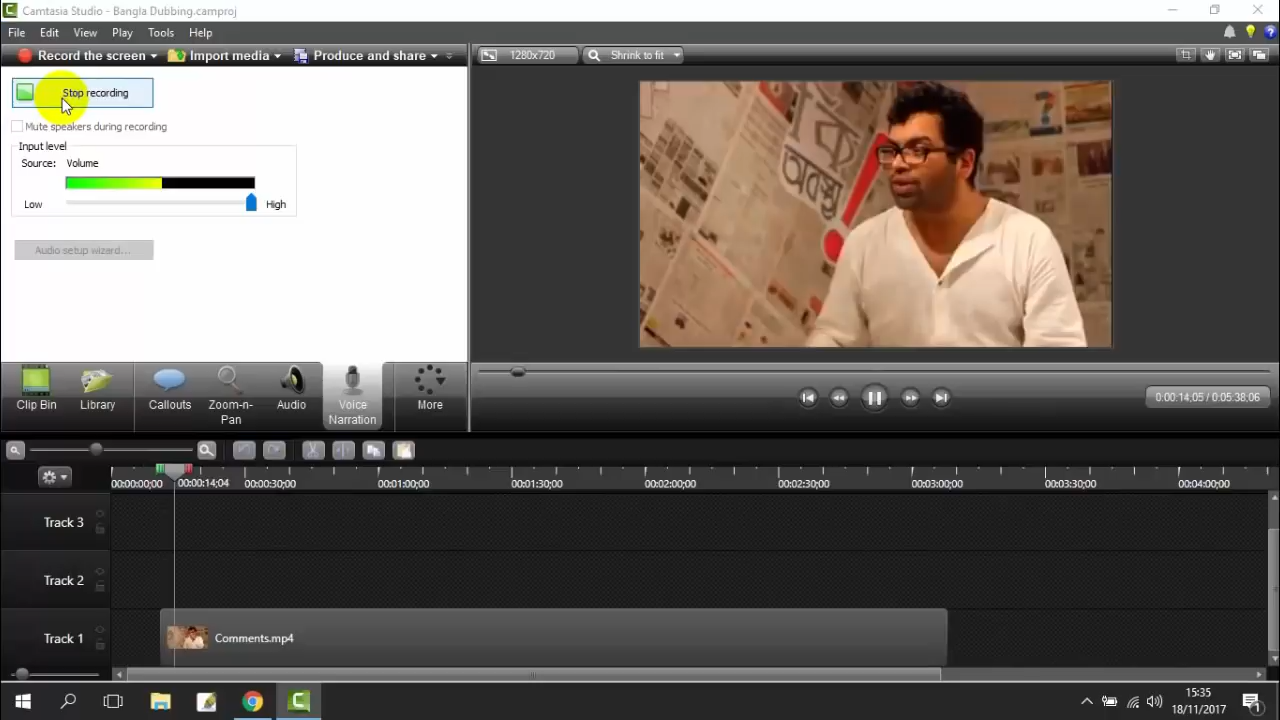 Camtasia Studio - Bangla Dubbing.camproj
File Edit View Play Tools Help
Record the screen Import media Produce and share
1280x720 Shrink to fit
Stop recording
Mute speakers during recording
Input level
Source: Volume
Low High
Audio setup wizard...
অবস্থা
Clip Bin Library Callouts Zoom-n-Pan Audio Voice Narration More
0:00:14;05 / 0:05:38;06
00:00:00;00 00:00:14;04 00:00:30;00 00:01:00;00 00:01:30;00 00:02:00;00 00:02:30;00 00:03:00;00 00:03:30;00 00:04:00;00
Track 3
Track 2
Track 1 Comments.mp4
15:35
18/11/2017
1